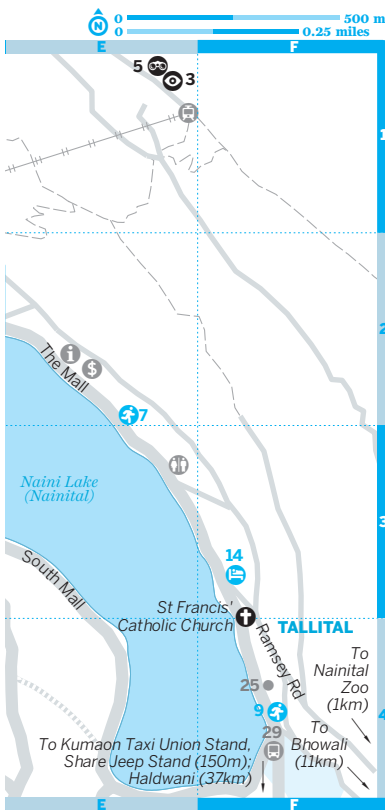 N
0 500 m
0 0.25 miles
E F
5
3
1
2
i
$
The Mall
7
Naini Lake
(Nainital)
3
South Mall
14
St Francis'
Catholic Church
TALLITAL
Ramsey Rd
To
Nainital
Zoo
(1km)
25
9
4
29
To
Bhowali
(11km)
To Kumaon Taxi Union Stand,
Share Jeep Stand (150m);
Haldwani (37km)
E F